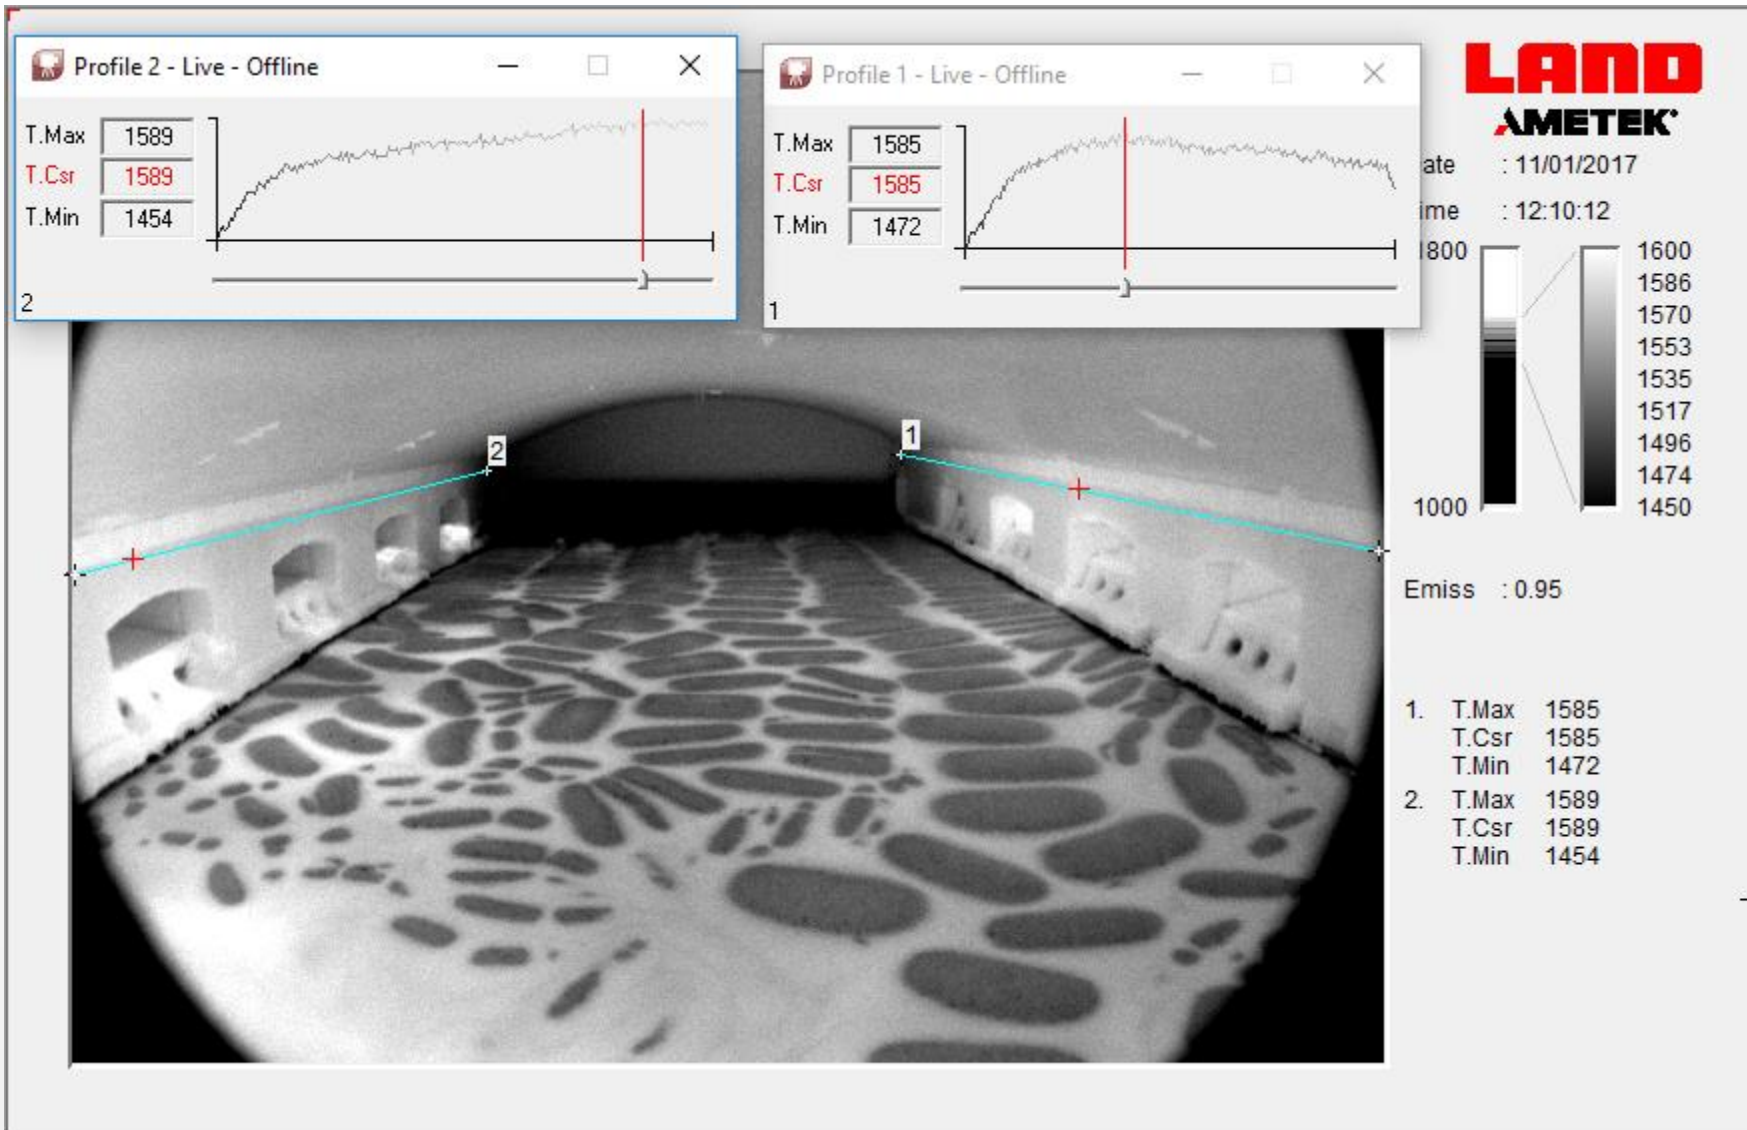 Profile 2 - Live - Offline
T.Max 1589
T.Csr 1589
T.Min 1454
2
Profile 1 - Live - Offline
T.Max 1585
T.Csr 1585
T.Min 1472
1
LAND
AMETEK
ate : 11/01/2017
ime : 12:10:12
1800
1000
1600
1586
1570
1553
1535
1517
1496
1474
1450
Emiss : 0.95
1. T.Max 1585
T.Csr 1585
T.Min 1472
2. T.Max 1589
T.Csr 1589
T.Min 1454
2
1